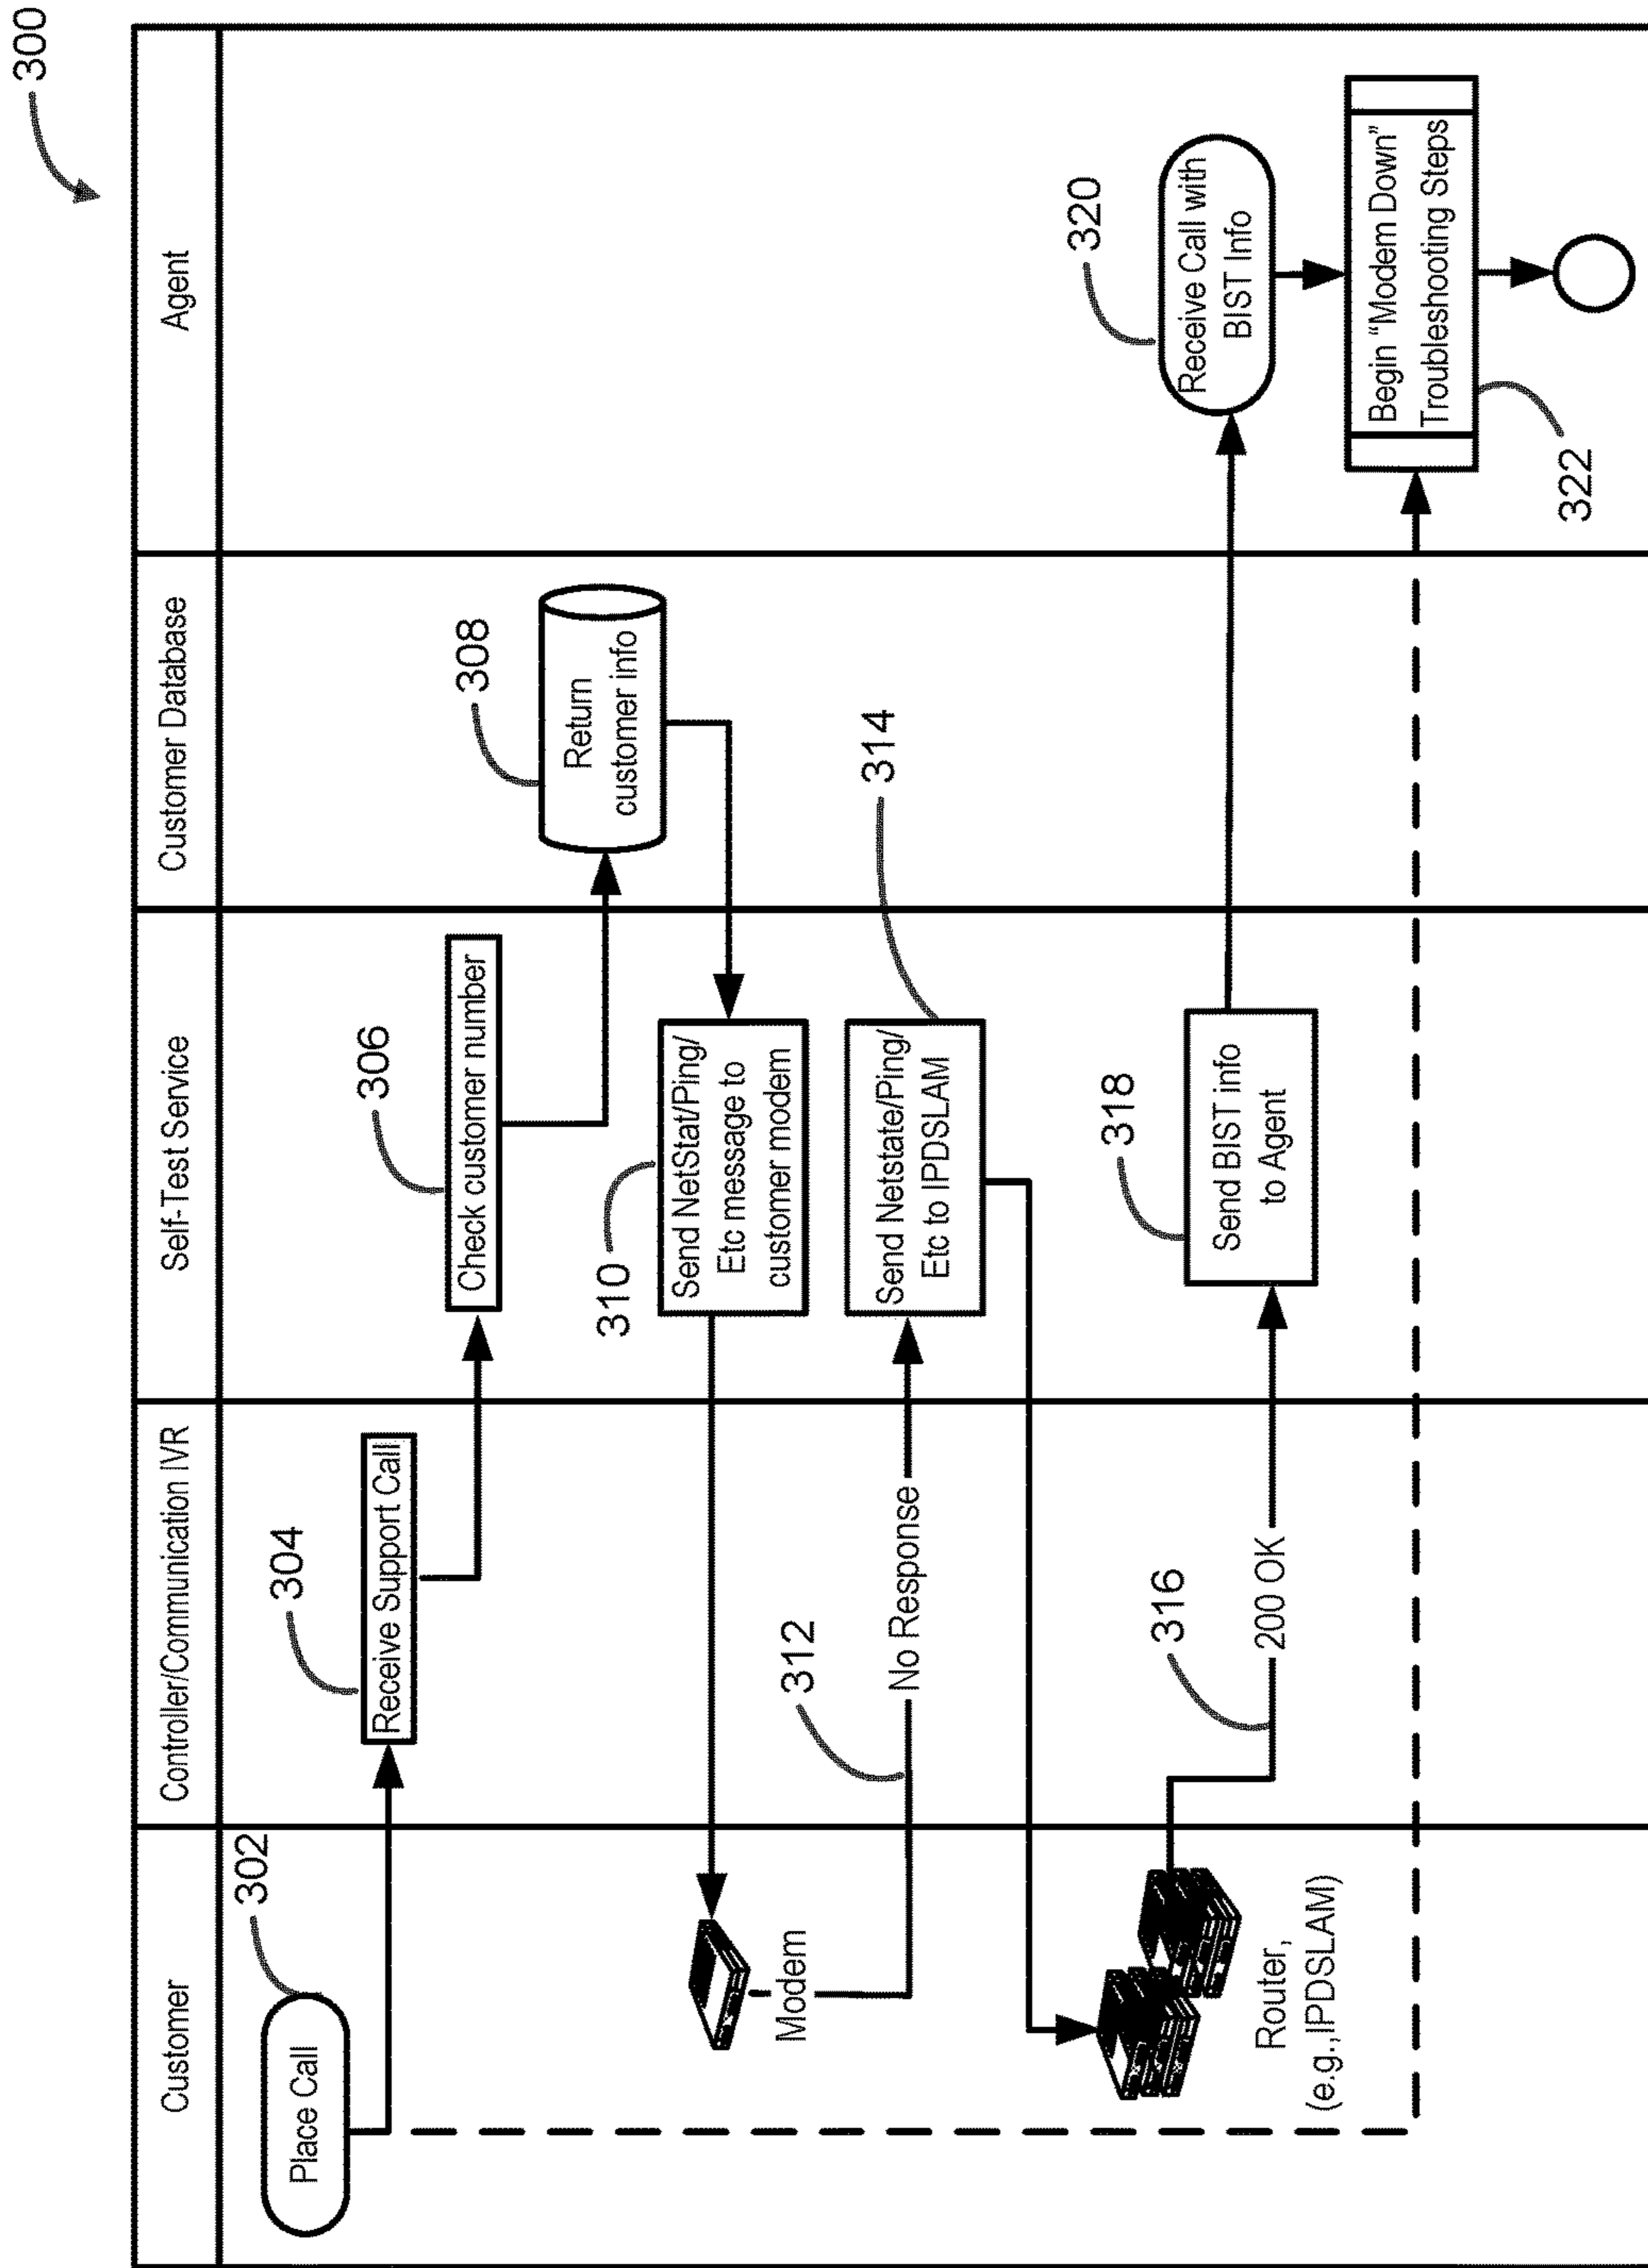 300
Customer
Controller/Communication IVR
Self-Test Service
Customer Database
Agent
302
Place Call
304
Receive Support Call
306
Check customer number
308
Return
customer info
310
Send NetStat/Ping/
Etc message to
customer modem
Modem
312
No Response
314
Send Netstate/Ping/
Etc to IPDSLAM
Router,
(e.g.,IPDSLAM)
316
200 OK
318
Send BIST info
to Agent
320
Receive Call with
BIST Info
Begin “Modem Down”
Troubleshooting Steps
322